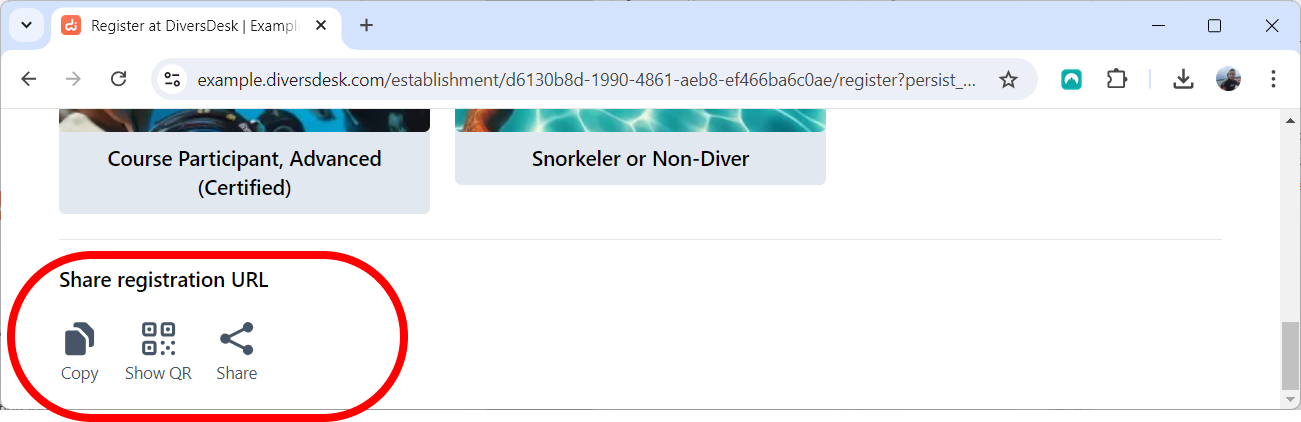 Register at DiversDesk | Example
example.diversdesk.com/establishment/d6130b8d-1990-4861-aeb8-ef466ba6c0ae/register?persist_...
Course Participant, Advanced
(Certified)
Snorkeler or Non-Diver
Share registration URL
Copy
Show QR
Share